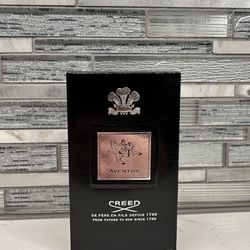 AVENTUS
CREED
DE PÈRE EN FILS DEPUIS 1760
FROM FATHER TO SON SINCE 1760